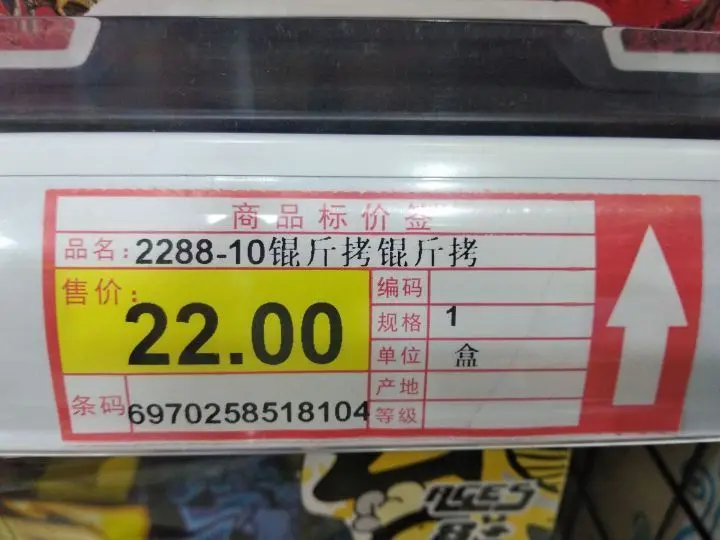 商品标价签
品名:2288-10锟斤拷锟斤拷
售价: 22.00
编码
规格 1
单位 盒
产地
条码 6970258518104
等级